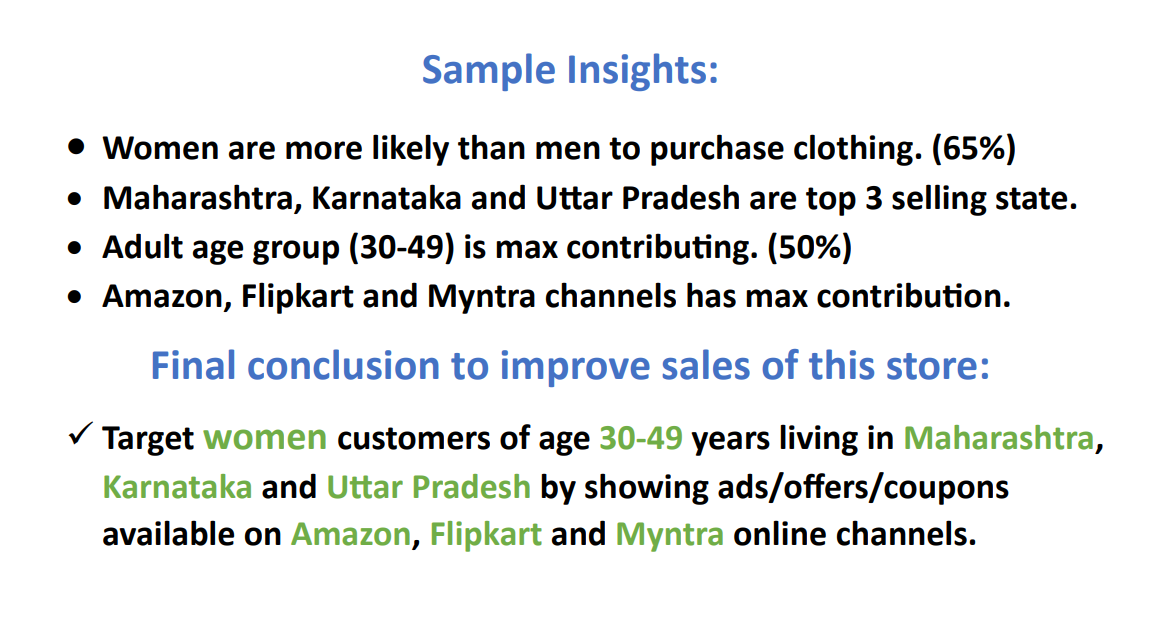 Sample Insights:
• Women are more likely than men to purchase clothing. (65%)
• Maharashtra, Karnataka and Uttar Pradesh are top 3 selling state.
• Adult age group (30-49) is max contributing. (50%)
• Amazon, Flipkart and Myntra channels has max contribution.
Final conclusion to improve sales of this store:
✓ Target women customers of age 30-49 years living in Maharashtra,
Karnataka and Uttar Pradesh by showing ads/offers/coupons
available on Amazon, Flipkart and Myntra online channels.